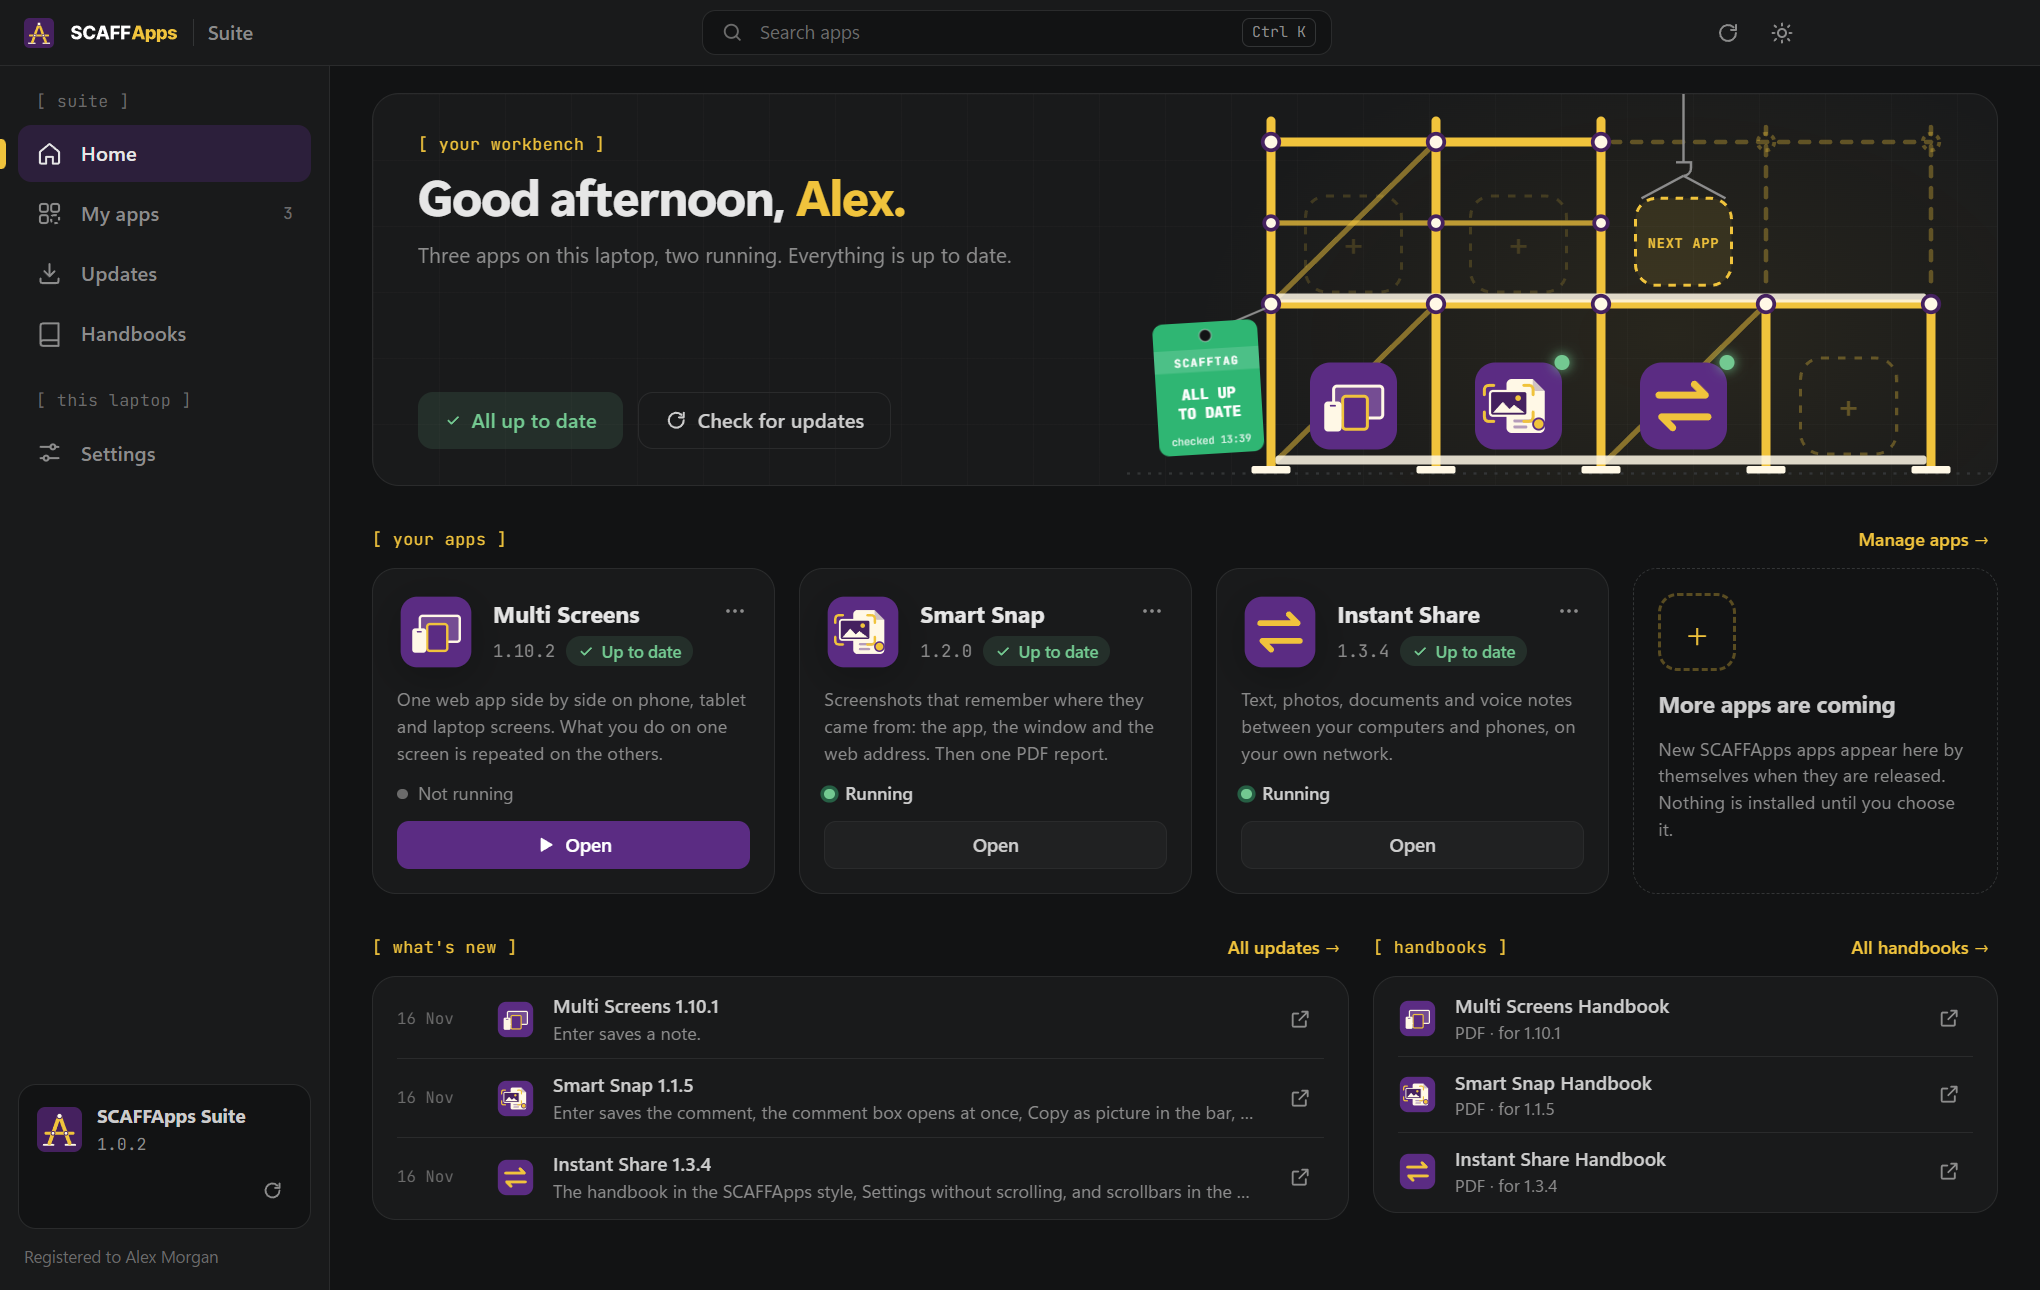 SCAFFApps Suite
Search apps
Ctrl K
[ suite ]
Home
My apps 3
Updates
Handbooks
[ this laptop ]
Settings
SCAFFApps Suite
1.0.2
Registered to Alex Morgan
[ your workbench ]
Good afternoon, Alex.
Three apps on this laptop, two running. Everything is up to date.
All up to date
Check for updates
NEXT APP
SCAFFTAG
ALL UP
TO DATE
checked 13:39
[ your apps ]
Manage apps →
Multi Screens
1.10.2 Up to date
One web app side by side on phone, tablet
and laptop screens. What you do on one
screen is repeated on the others.
Not running
Open
Smart Snap
1.2.0 Up to date
Screenshots that remember where they
came from: the app, the window and the
web address. Then one PDF report.
Running
Open
Instant Share
1.3.4 Up to date
Text, photos, documents and voice notes
between your computers and phones, on
your own network.
Running
Open
More apps are coming
New SCAFFApps apps appear here by
themselves when they are released.
Nothing is installed until you choose
it.
[ what's new ]
All updates →
16 Nov
Multi Screens 1.10.1
Enter saves a note.
16 Nov
Smart Snap 1.1.5
Enter saves the comment, the comment box opens at once, Copy as picture in the bar, ...
16 Nov
Instant Share 1.3.4
The handbook in the SCAFFApps style, Settings without scrolling, and scrollbars in the ...
[ handbooks ]
All handbooks →
Multi Screens Handbook
PDF · for 1.10.1
Smart Snap Handbook
PDF · for 1.1.5
Instant Share Handbook
PDF · for 1.3.4